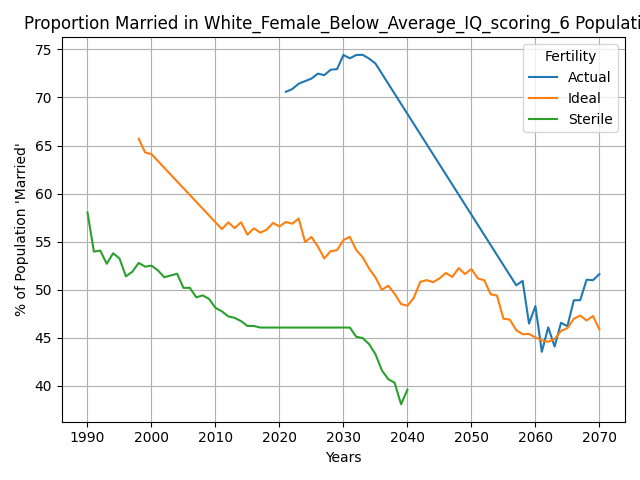 Proportion Married in White_Female_Below_Average_IQ_scoring_6 Populati
% of Population 'Married'
75
70
65
60
55
50
45
40
Fertility
Actual
Ideal
Sterile
1990 2000 2010 2020 2030 2040 2050 2060 2070
Years